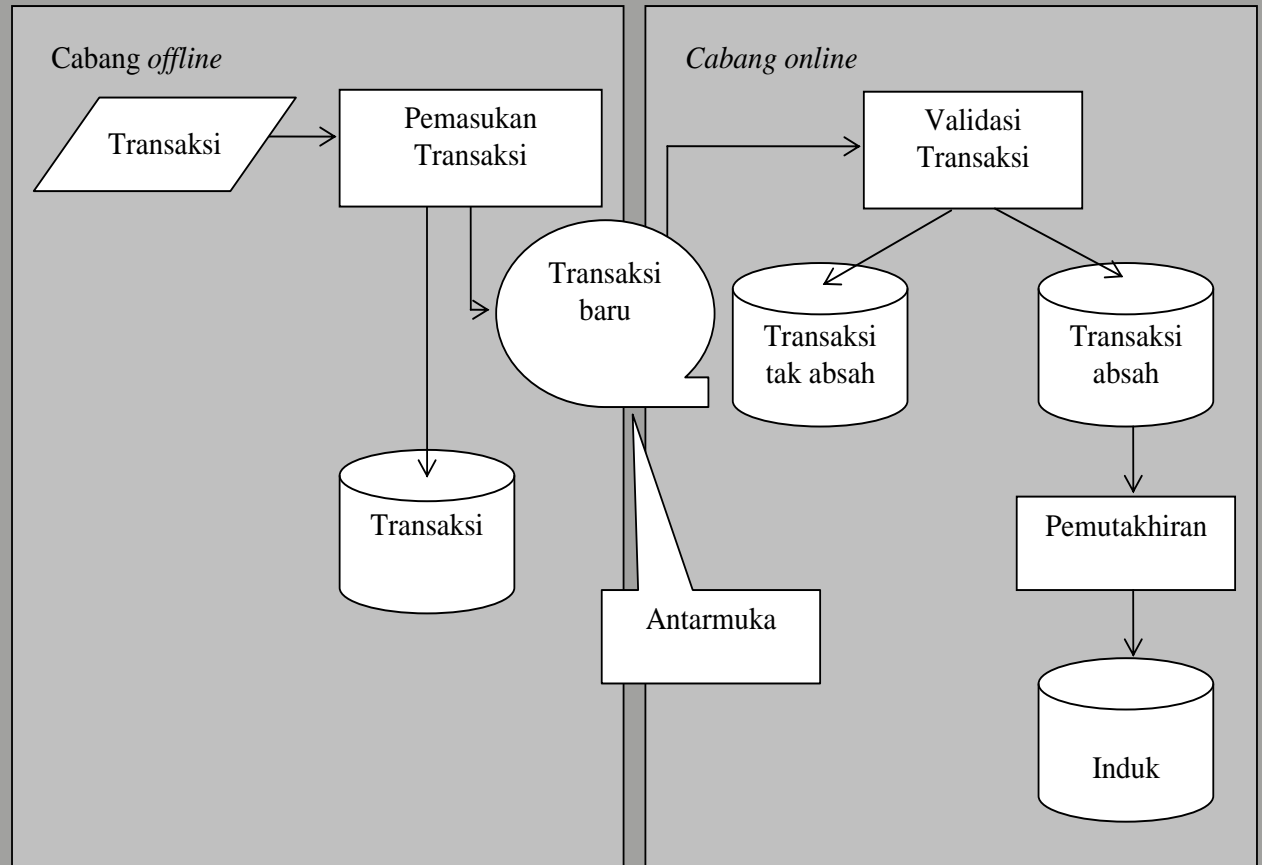 Cabang offline
Transaksi
Pemasukan
Transaksi
Transaksi
baru
Transaksi
Antarmuka
Cabang online
Validasi
Transaksi
Transaksi
tak absah
Transaksi
absah
Pemutakhiran
Induk